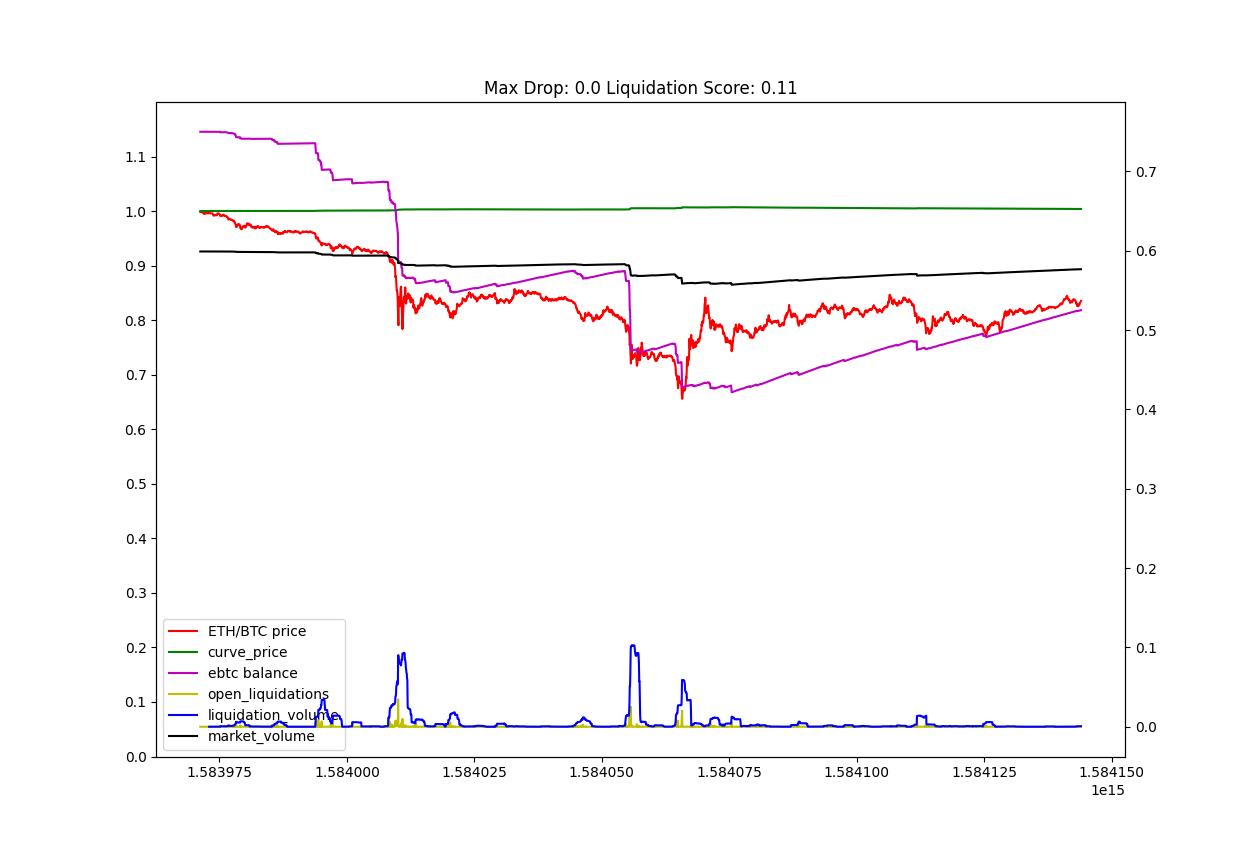 Max Drop: 0.0 Liquidation Score: 0.11
1.1
1.0
0.9
0.8
0.7
0.6
0.5
0.4
0.3
0.2
0.1
0.0
0.7
0.6
0.5
0.4
0.3
0.2
0.1
0.0
ETH/BTC price
curve_price
ebtc balance
open_liquidations
liquidation_volume
market_volume
1.583975 1.584000 1.584025 1.584050 1.584075 1.584100 1.584125 1.584150
1e15